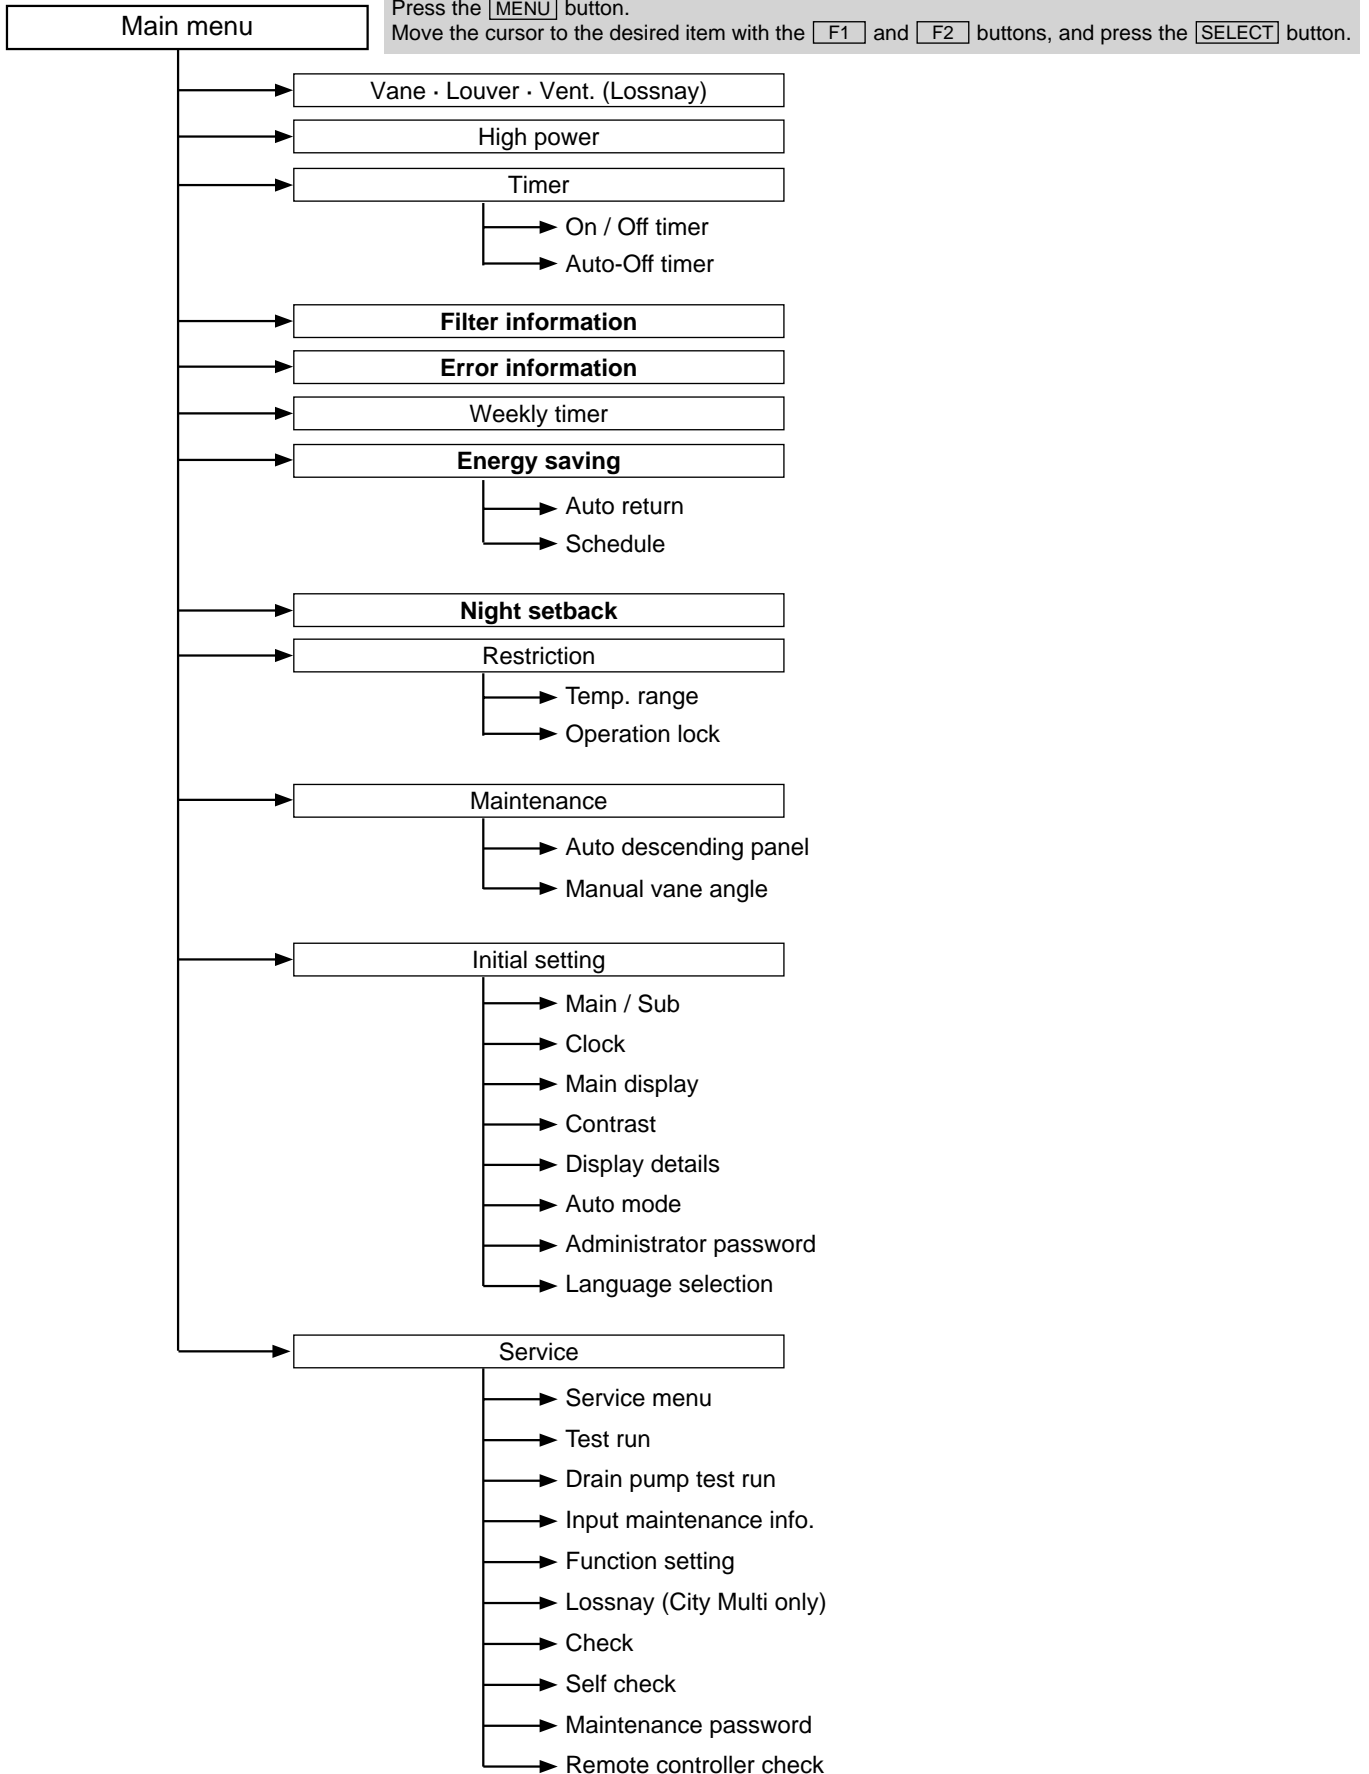 Main menu
Press the MENU button.
Move the cursor to the desired item with the F1 and F2 buttons, and press the SELECT button.
Vane · Louver · Vent. (Lossnay)
High power
Timer
On / Off timer
Auto-Off timer
Filter information
Error information
Weekly timer
Energy saving
Auto return
Schedule
Night setback
Restriction
Temp. range
Operation lock
Maintenance
Auto descending panel
Manual vane angle
Initial setting
Main / Sub
Clock
Main display
Contrast
Display details
Auto mode
Administrator password
Language selection
Service
Service menu
Test run
Drain pump test run
Input maintenance info.
Function setting
Lossnay (City Multi only)
Check
Self check
Maintenance password
Remote controller check